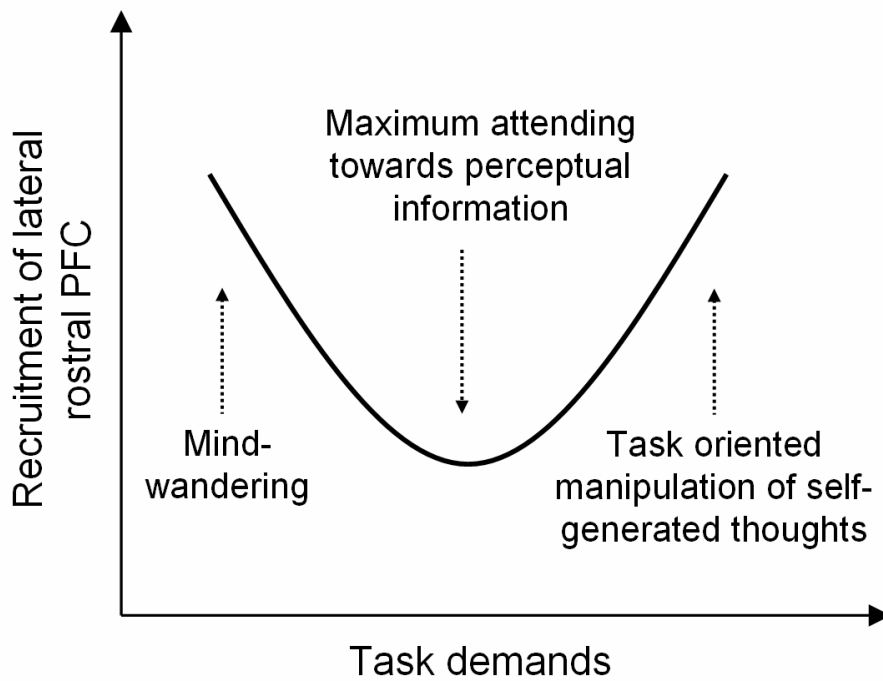 Recruitment of lateral
rostral PFC
Maximum attending
towards perceptual
information
Mind-
wandering
Task oriented
manipulation of self-
generated thoughts
Task demands